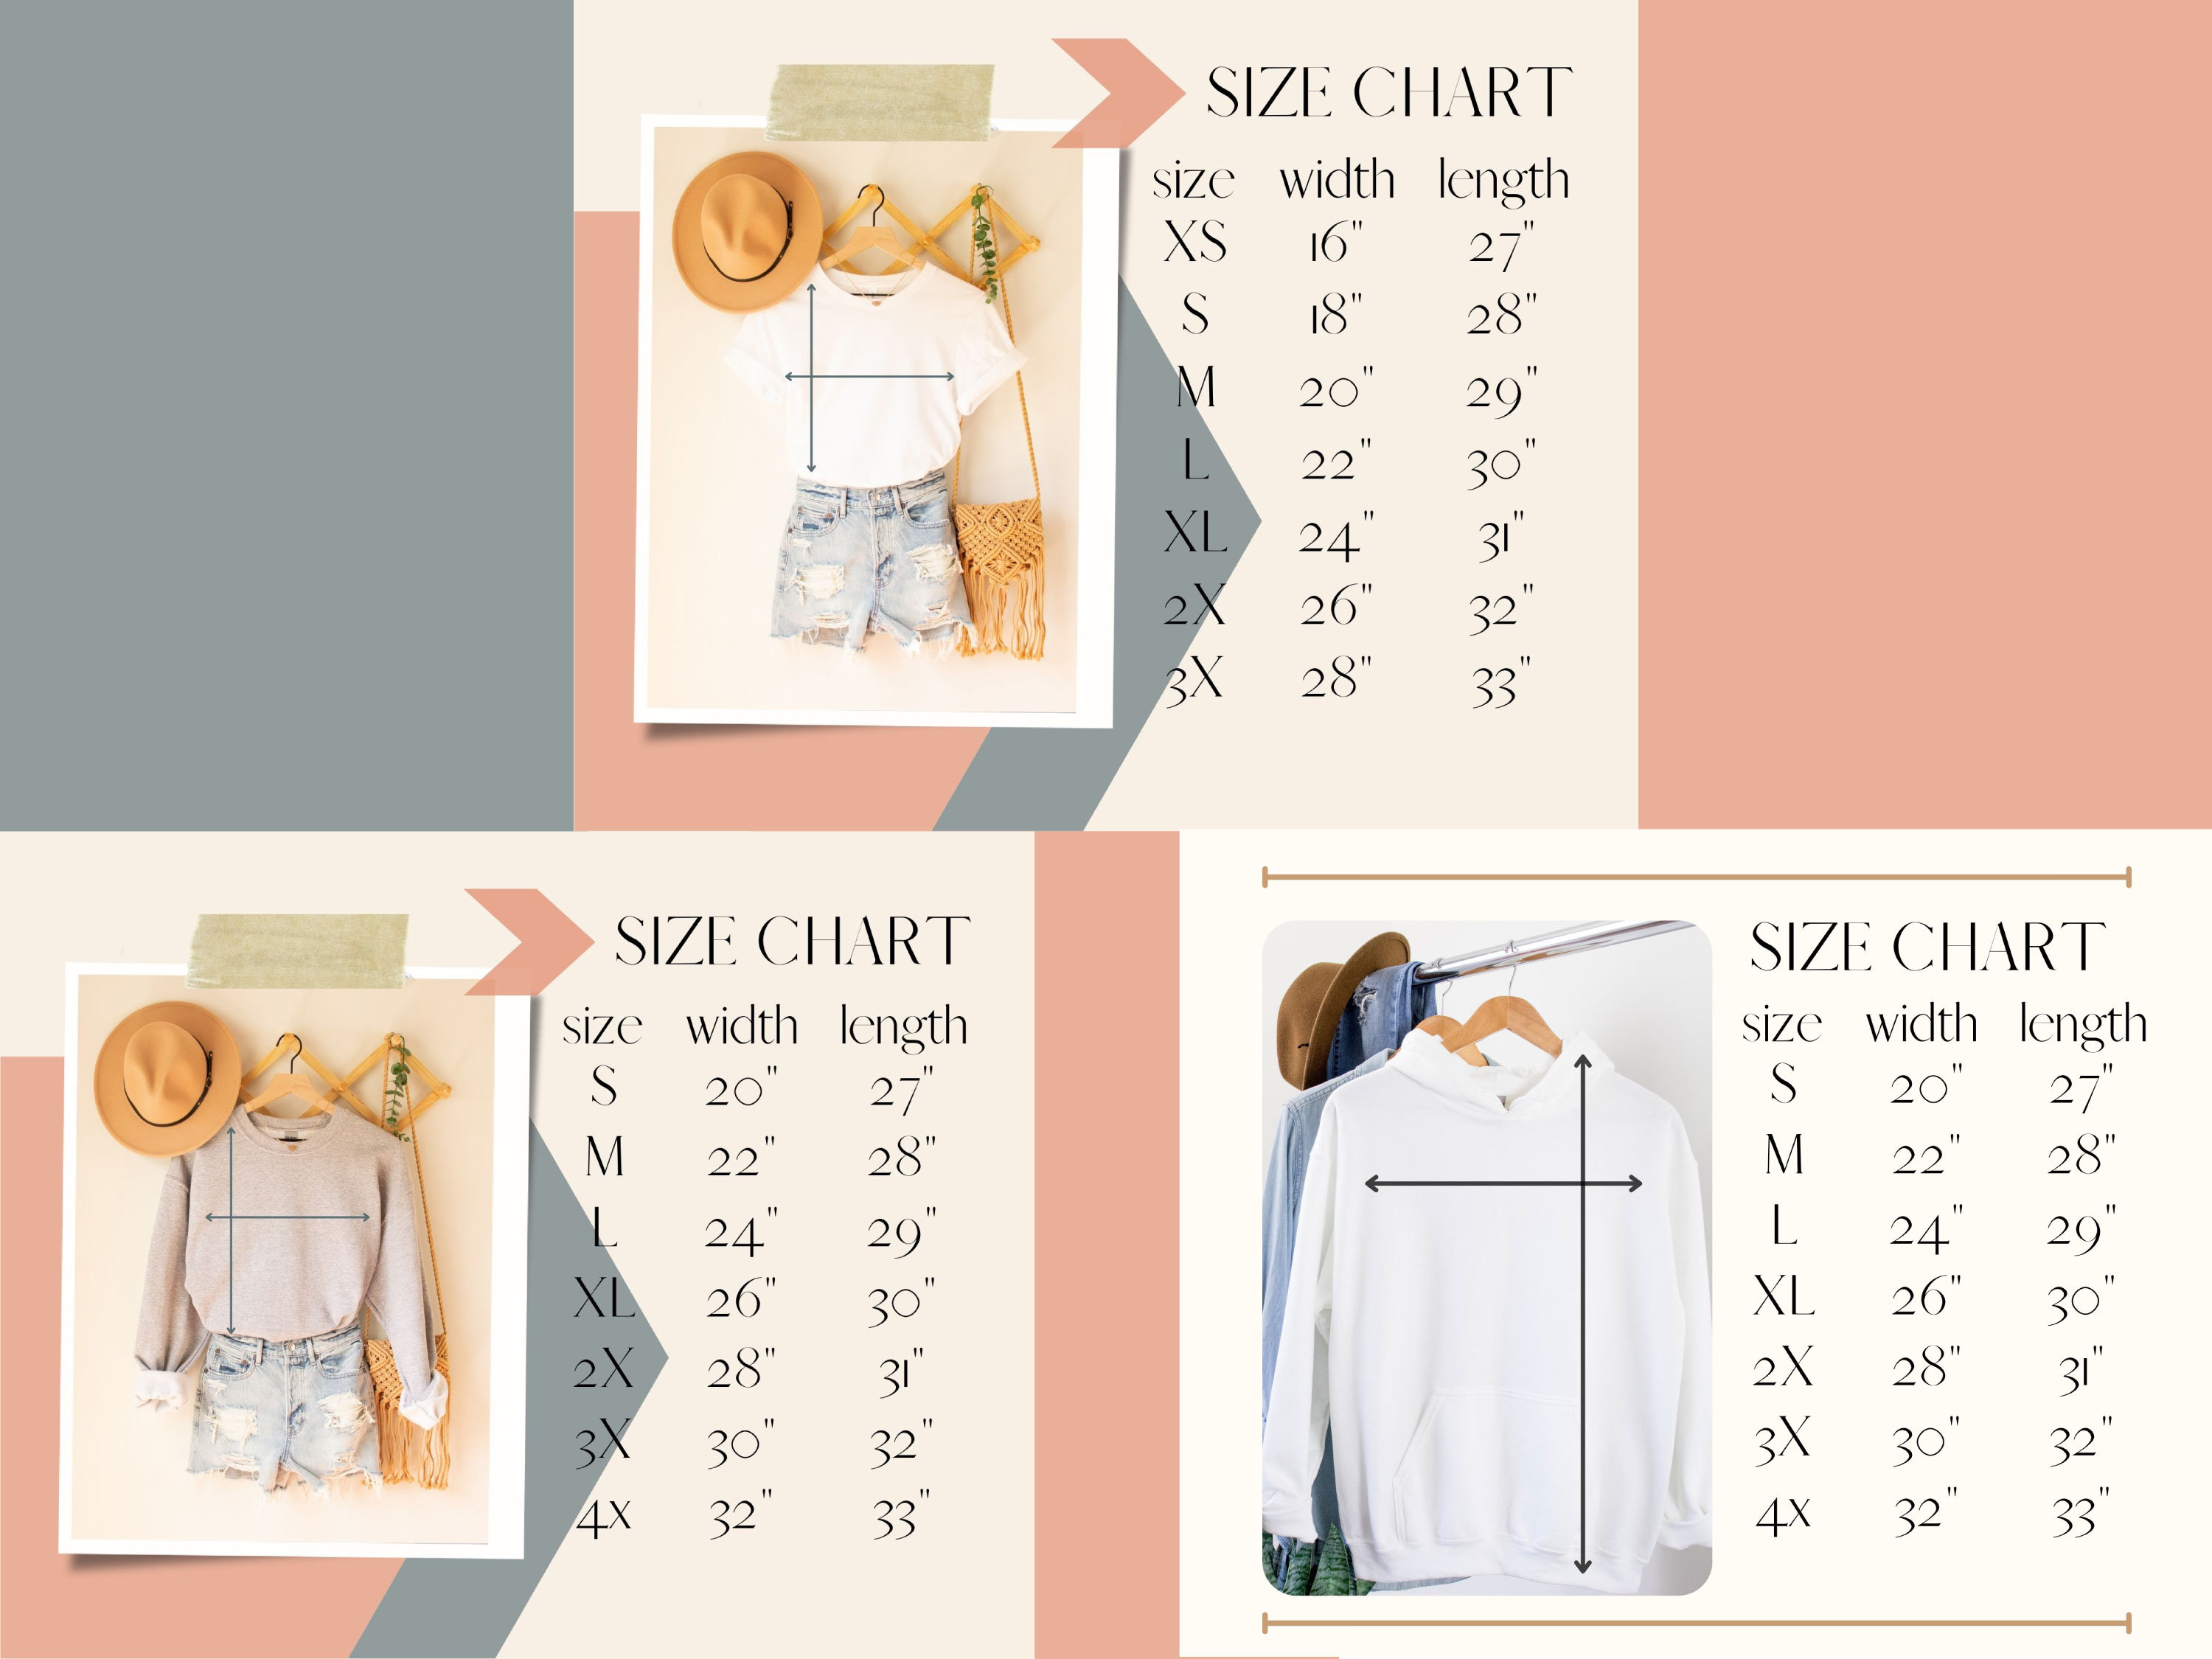 SIZE CHART
size width length
XS 16" 27"
S 18" 28"
M 20" 29"
L 22" 30"
XL 24" 31"
2X 26" 32"
3X 28" 33"
SIZE CHART
size width length
S 20" 27"
M 22" 28"
L 24" 29"
XL 26" 30"
2X 28" 31"
3X 30" 32"
4x 32" 33"
SIZE CHART
size width length
S 20" 27"
M 22" 28"
L 24" 29"
XL 26" 30"
2X 28" 31"
3X 30" 32"
4x 32" 33"